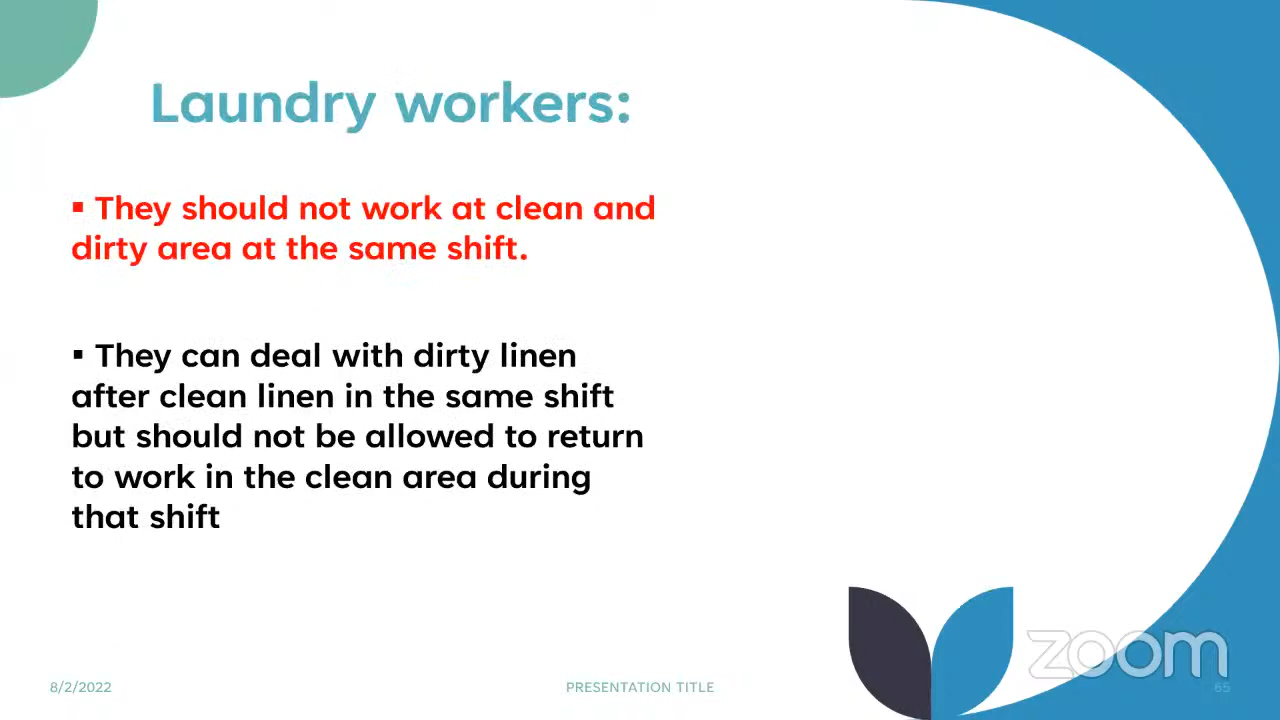 Laundry workers:
▪ They should not work at clean and
dirty area at the same shift.
▪ They can deal with dirty linen
after clean linen in the same shift
but should not be allowed to return
to work in the clean area during
that shift
8/2/2022
PRESENTATION TITLE
zoom
65